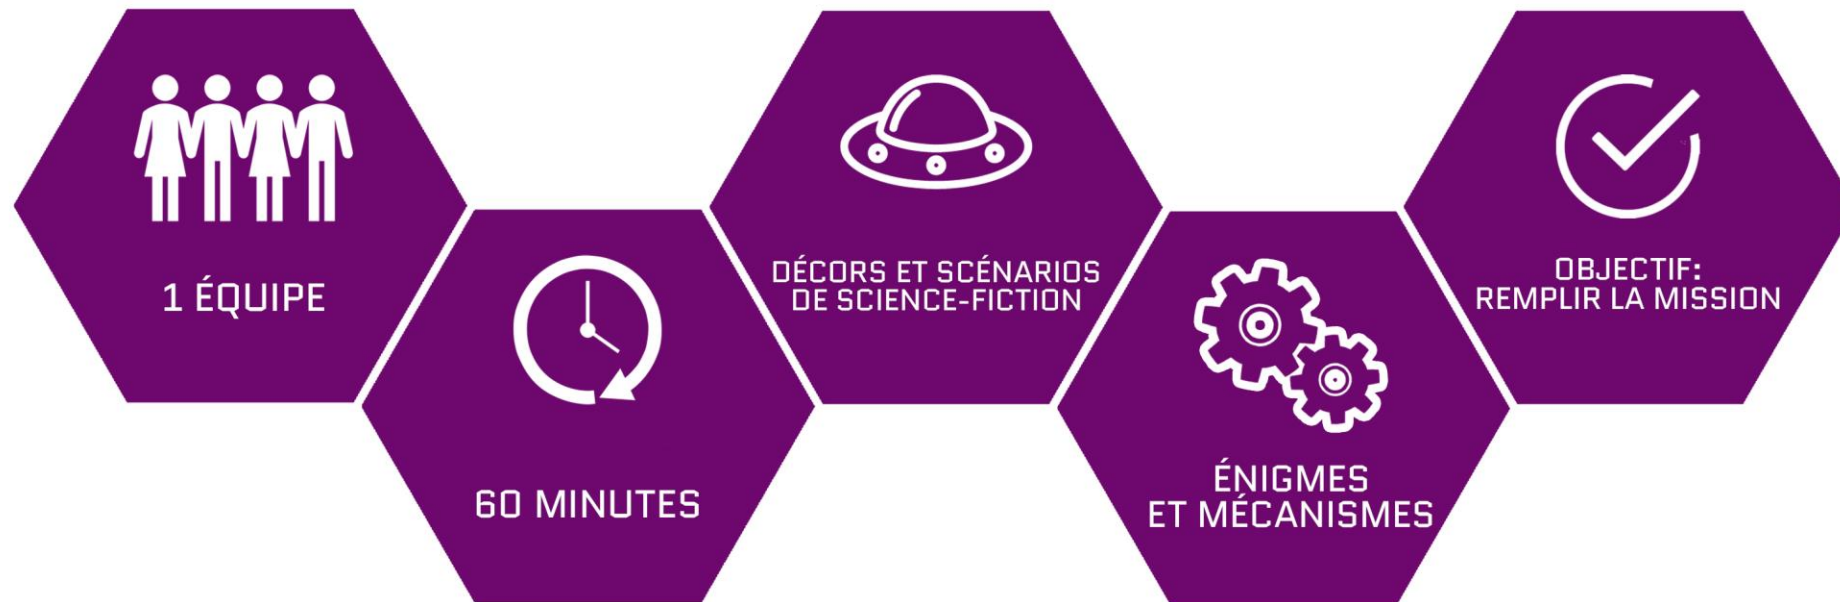 1 ÉQUIPE
60 MINUTES
DÉCORS ET SCÉNARIOS
DE SCIENCE-FICTION
ÉNIGMES
ET MÉCANISMES
OBJECTIF:
REMPLIR LA MISSION